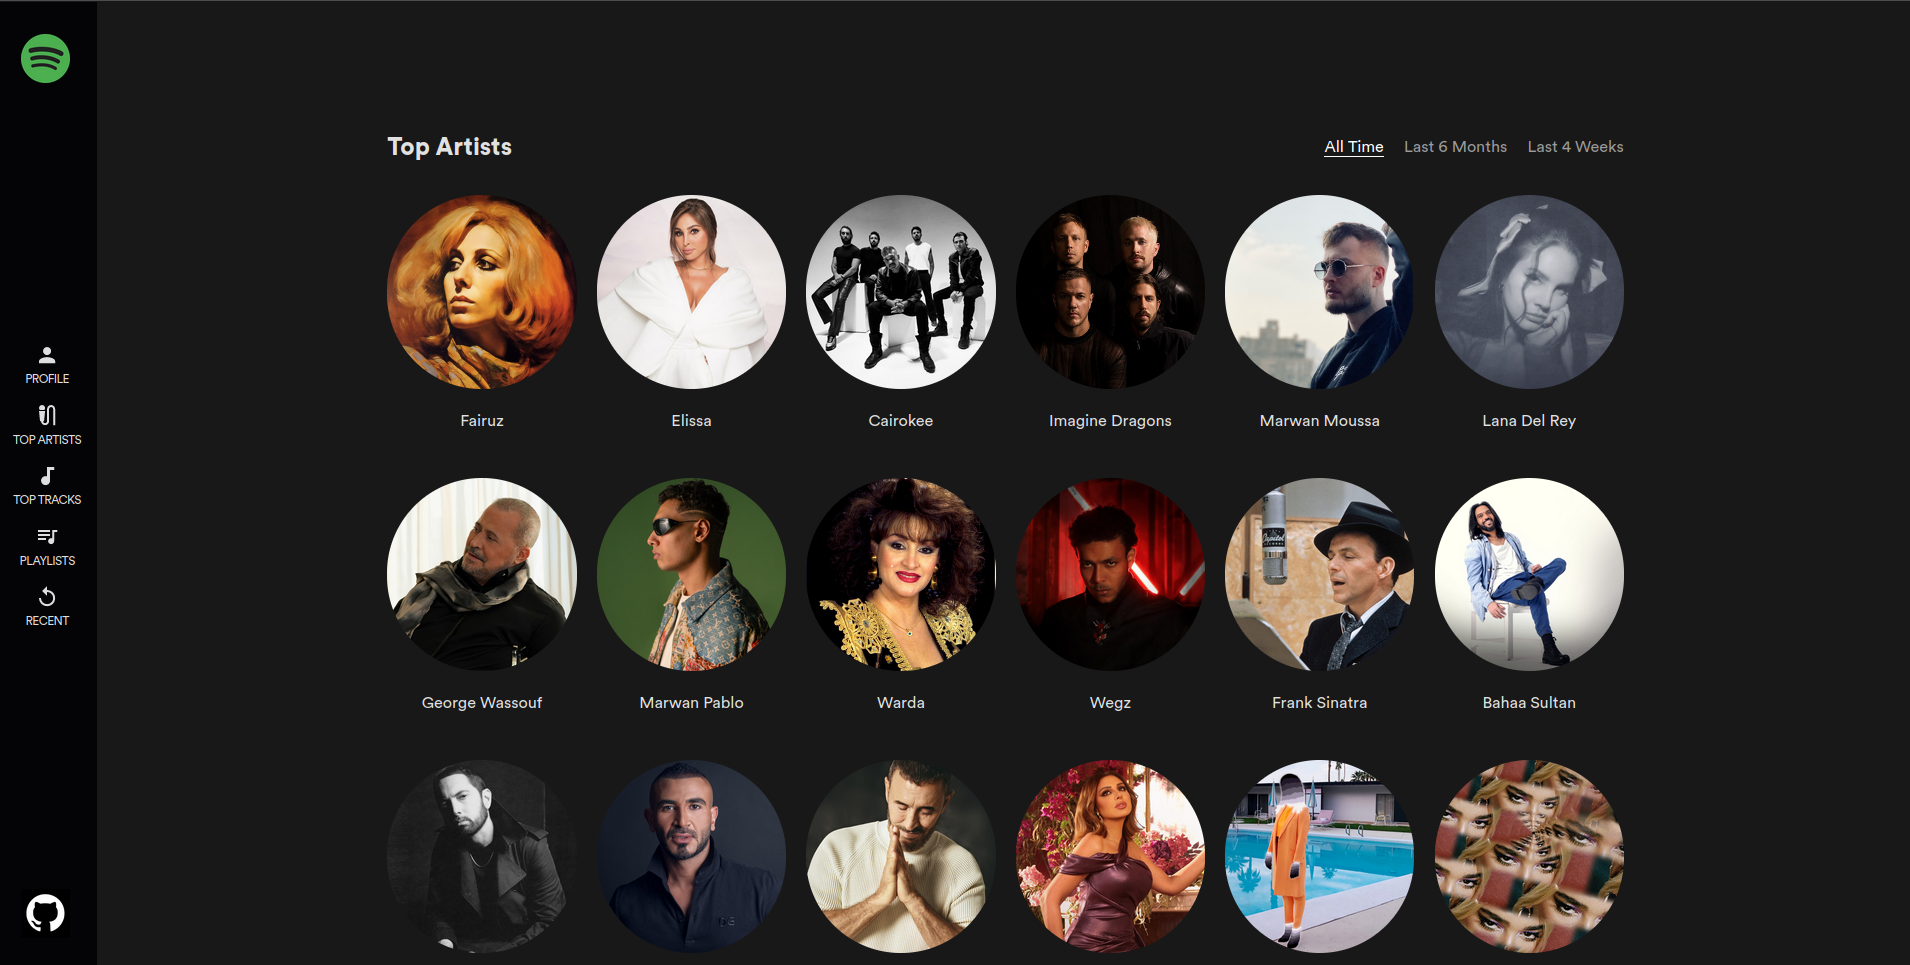 Top Artists
All Time Last 6 Months Last 4 Weeks
Fairuz Elissa Cairokee Imagine Dragons Marwan Moussa Lana Del Rey
PROFILE
TOP ARTISTS
TOP TRACKS
PLAYLISTS
RECENT
Capitol
George Wassouf Marwan Pablo Warda Wegz Frank Sinatra Bahaa Sultan